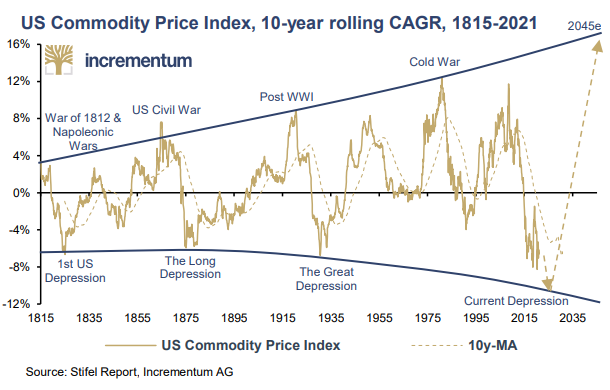 US Commodity Price Index, 10-year rolling CAGR, 1815-2021
2045e
16%
incrementum
12%
Cold War
Post WWI
US Civil War
War of 1812 &
Napoleonic
Wars
8%
4%
0%
-4%
-8%
1st US
Depression
The Long
Depression
The Great
Depression
Current Depression
-12%
1815 1835 1855 1875 1895 1915 1935 1955 1975 1995 2015 2035
US Commodity Price Index 10y-MA
Source: Stifel Report, Incrementum AG